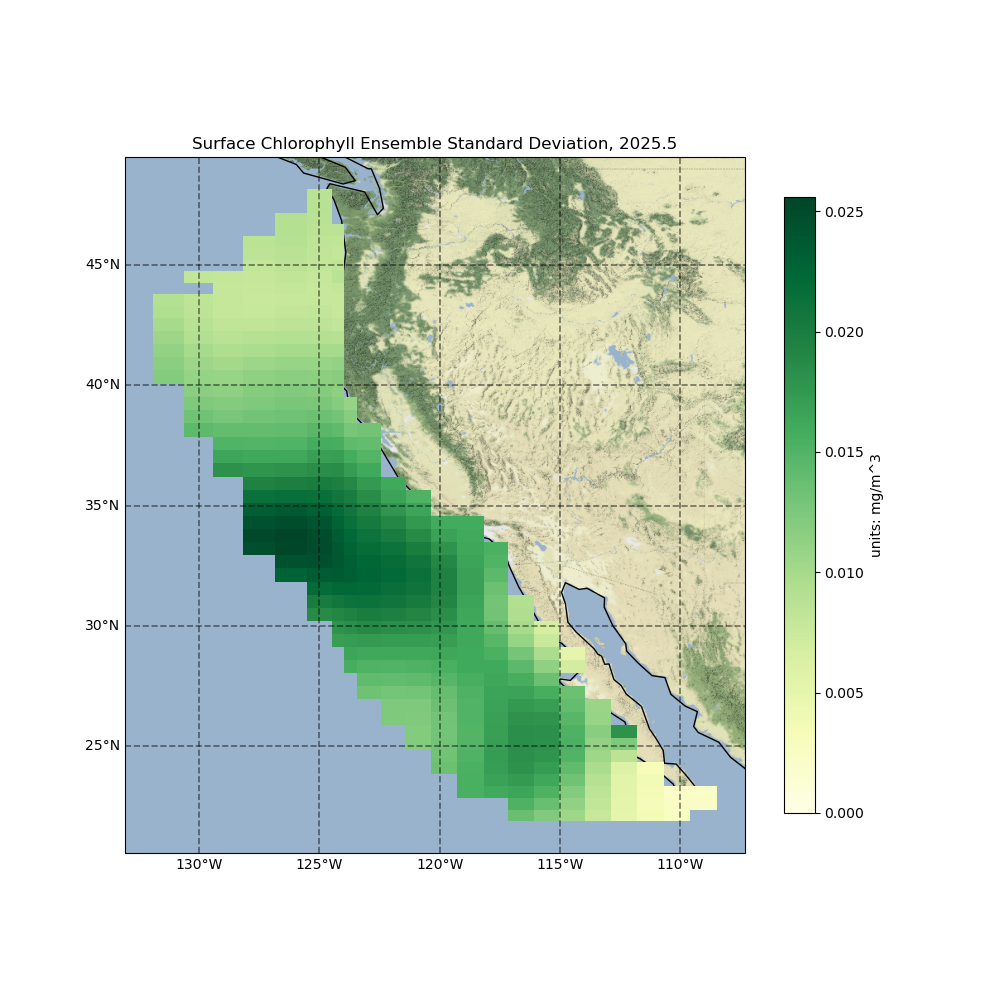 Surface Chlorophyll Ensemble Standard Deviation, 2025.5
45°N
40°N
35°N
30°N
25°N
130°W 125°W 120°W 115°W 110°W
0.025
0.020
0.015
0.010
0.005
0.000
units: mg/m^3